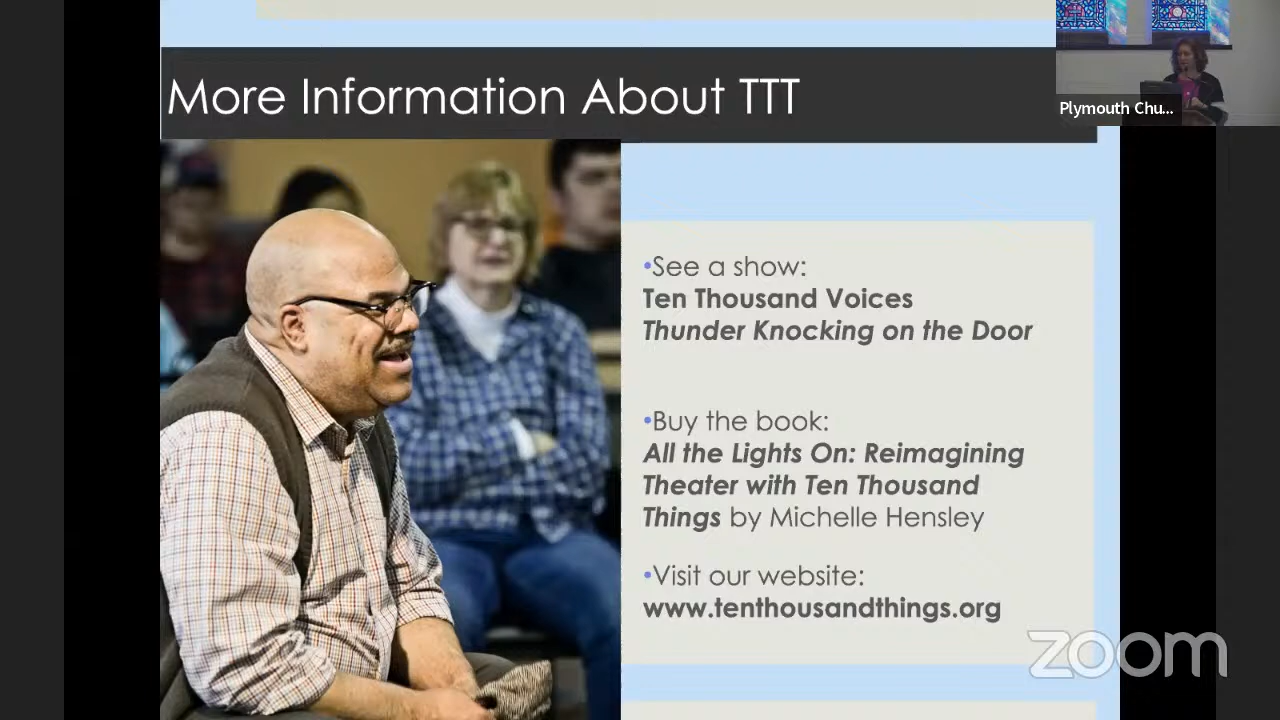 More Information About TTT
Plymouth Chu...
•See a show:
Ten Thousand Voices
Thunder Knocking on the Door
•Buy the book:
All the Lights On: Reimagining
Theater with Ten Thousand
Things by Michelle Hensley
•Visit our website:
www.tenthousandthings.org
zoom